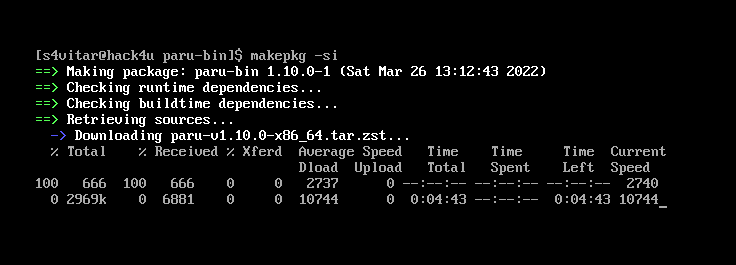 [s4vitar@hack4u paru-bin]$ makepkg -si
==> Making package: paru-bin 1.10.0-1 (Sat Mar 26 13:12:43 2022)
==> Checking runtime dependencies...
==> Checking buildtime dependencies...
==> Retrieving sources...
  -> Downloading paru-v1.10.0-x86_64.tar.zst...
  % Total    % Received % Xferd  Average Speed   Time    Time     Time  Current
                                 Dload  Upload   Total   Spent    Left  Speed
100   666  100   666    0     0   2737      0 --:--:-- --:--:-- --:--:--  2740
  0 2969k    0  6881    0     0  10744      0  0:04:43 --:--:--  0:04:43 10744_